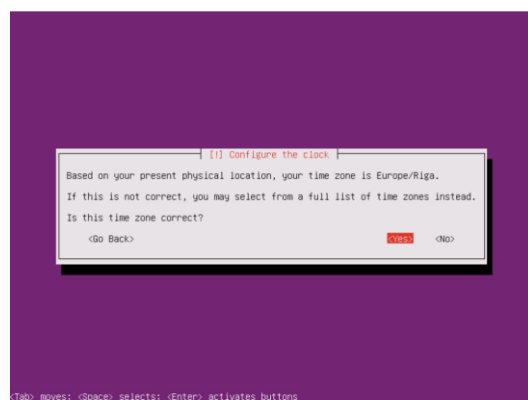 [!] Configure the clock
Based on your present physical location, your time zone is Europe/Riga.
If this is not correct, you may select from a full list of time zones instead.
Is this time zone correct?
<Go Back> <Yes> <No>
<Tab> moves; <Space> selects; <Enter> activates buttons